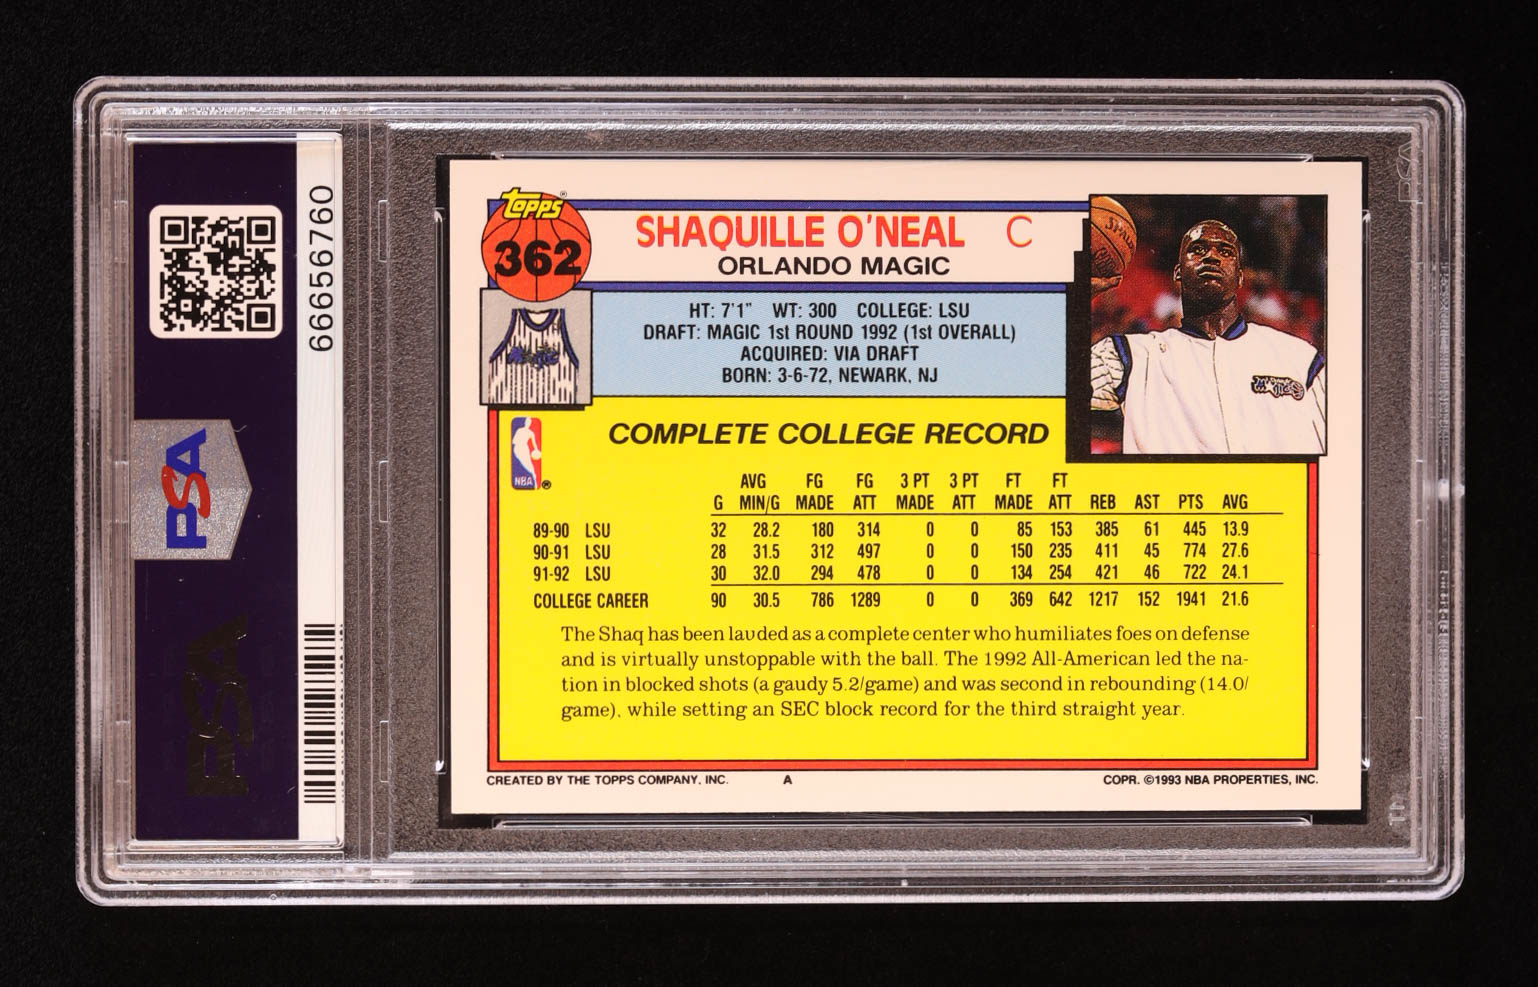 66656760
PSA
PSA
Topps
362
SHAQUILLE O'NEAL C
ORLANDO MAGIC
HT: 7'1" WT: 300 COLLEGE: LSU
DRAFT: MAGIC 1st ROUND 1992 (1st OVERALL)
ACQUIRED: VIA DRAFT
BORN: 3-6-72, NEWARK, NJ
Magic
SPALDING
Magic
NBA
COMPLETE COLLEGE RECORD
AVG FG FG 3 PT 3 PT FT FT
G MIN/G MADE ATT MADE ATT MADE ATT REB AST PTS AVG
89-90 LSU 32 28.2 180 314 0 0 85 153 385 61 445 13.9
90-91 LSU 28 31.5 312 497 0 0 150 235 411 45 774 27.6
91-92 LSU 30 32.0 294 478 0 0 134 254 421 46 722 24.1
COLLEGE CAREER 90 30.5 786 1289 0 0 369 642 1217 152 1941 21.6
The Shaq has been lauded as a complete center who humiliates foes on defense
and is virtually unstoppable with the ball. The 1992 All-American led the na-
tion in blocked shots (a gaudy 5.2/game) and was second in rebounding (14.0/
game), while setting an SEC block record for the third straight year.
CREATED BY THE TOPPS COMPANY, INC. A COPR. ©1993 NBA PROPERTIES, INC.